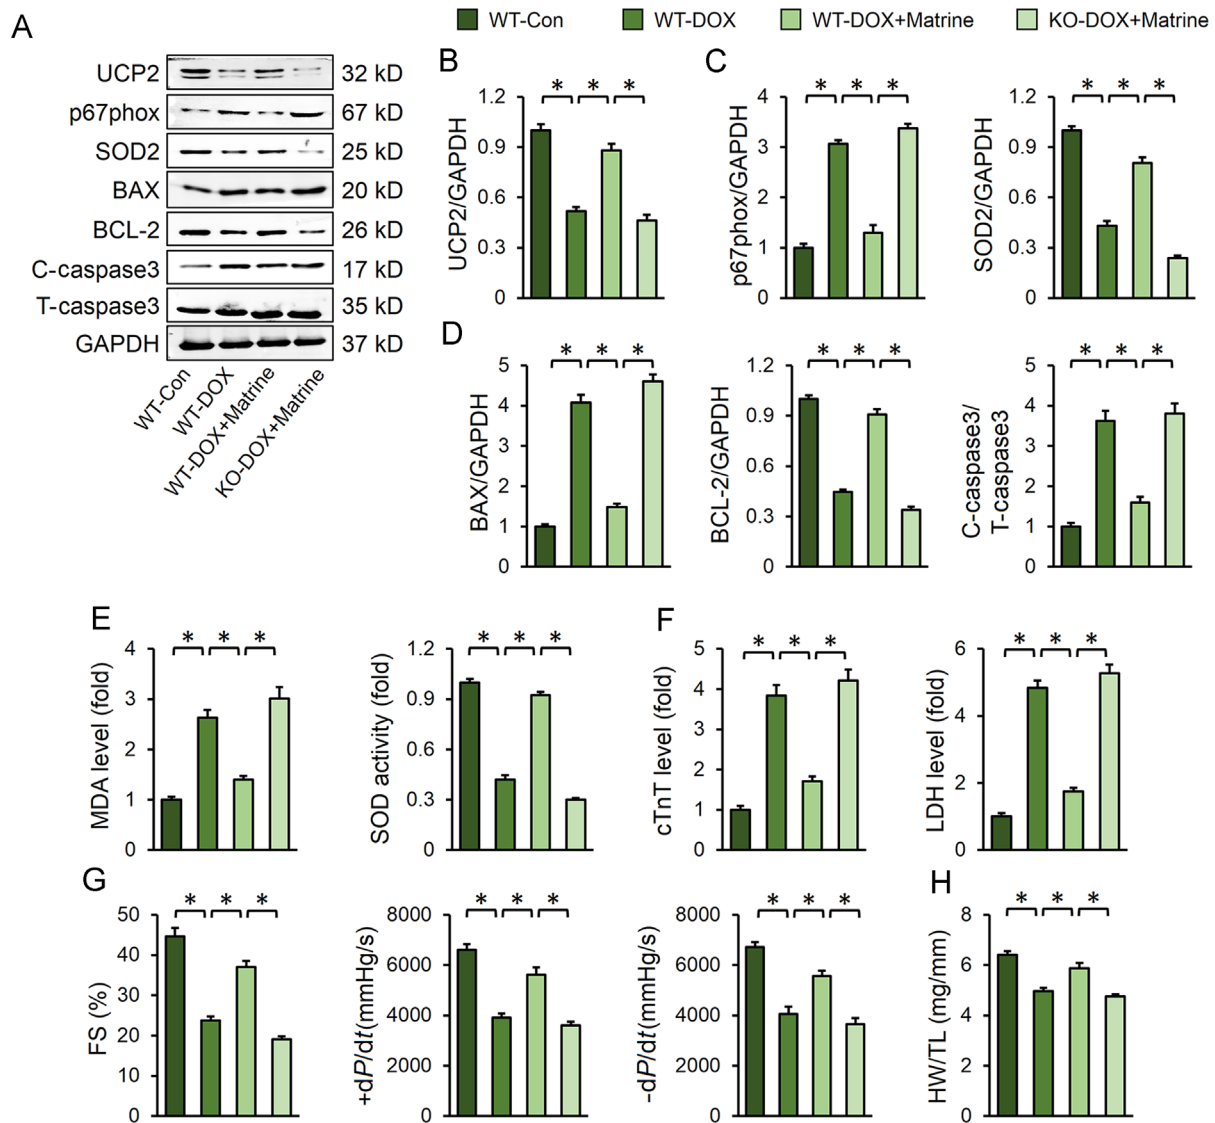 WT-Con WT-DOX WT-DOX+Matrine KO-DOX+Matrine
A
UCP2 32 kD
p67phox 67 kD
SOD2 25 kD
BAX 20 kD
BCL-2 26 kD
C-caspase3 17 kD
T-caspase3 35 kD
GAPDH 37 kD
WT-Con
WT-DOX
WT-DOX+Matrine
KO-DOX+Matrine
B
* * *
UCP2/GAPDH
1.2
0.9
0.6
0.3
0
C
* * *
p67phox/GAPDH
4
3
2
1
0
* * *
SOD2/GAPDH
1.2
0.9
0.6
0.3
0
D
* * *
BAX/GAPDH
5
4
3
2
1
0
* * *
BCL-2/GAPDH
1.2
0.9
0.6
0.3
0
* * *
C-caspase3/
T-caspase3
5
4
3
2
1
0
E
* * *
MDA level (fold)
4
3
2
1
0
* * *
SOD activity (fold)
1.2
0.9
0.6
0.3
0
F
* * *
cTnT level (fold)
5
4
3
2
1
0
* * *
LDH level (fold)
6
4
2
0
G
* * *
FS (%)
50
40
30
20
10
0
* * *
+dP/dt(mmHg/s)
8000
6000
4000
2000
0
* * *
-dP/dt(mmHg/s)
8000
6000
4000
2000
0
H
* * *
HW/TL (mg/mm)
8
6
4
2
0